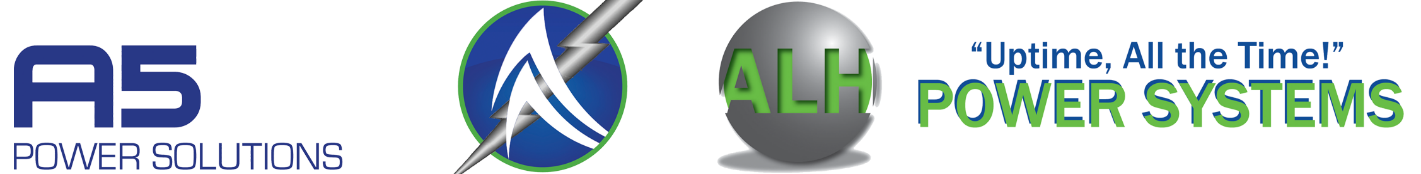 A5
POWER SOLUTIONS
ALH
“Uptime, All the Time!”
POWER SYSTEMS